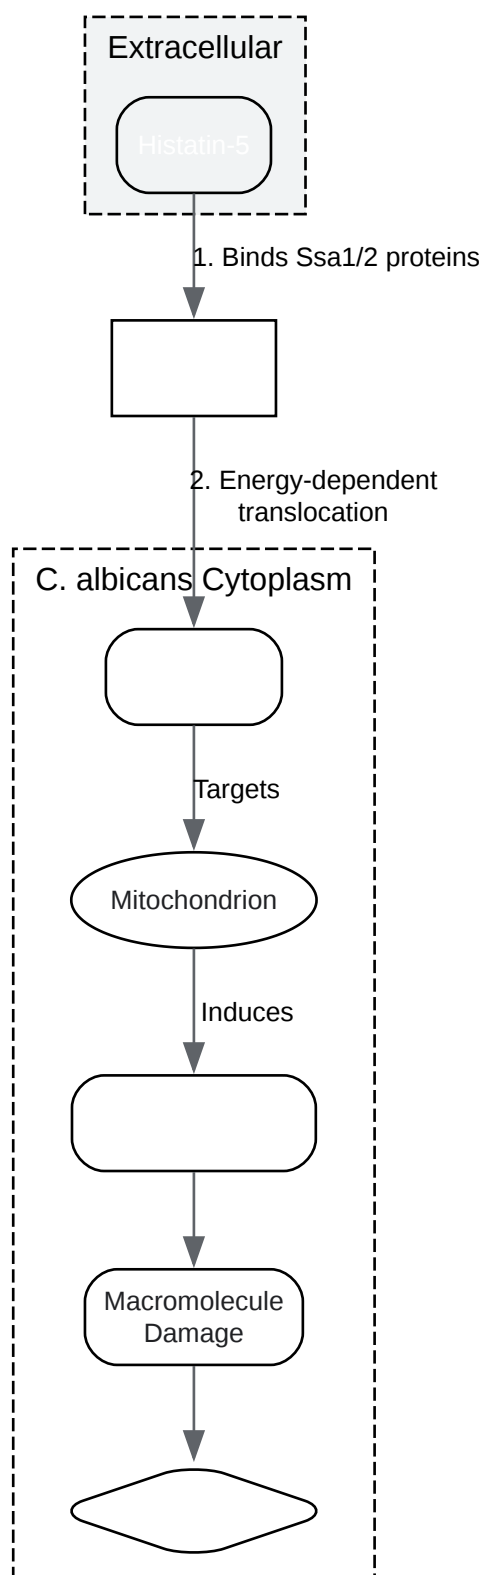 Extracellular
Histatin-5
1. Binds Ssa1/2 proteins
2. Energy-dependent
translocation
C. albicans Cytoplasm
Targets
Mitochondrion
Induces
Macromolecule
Damage